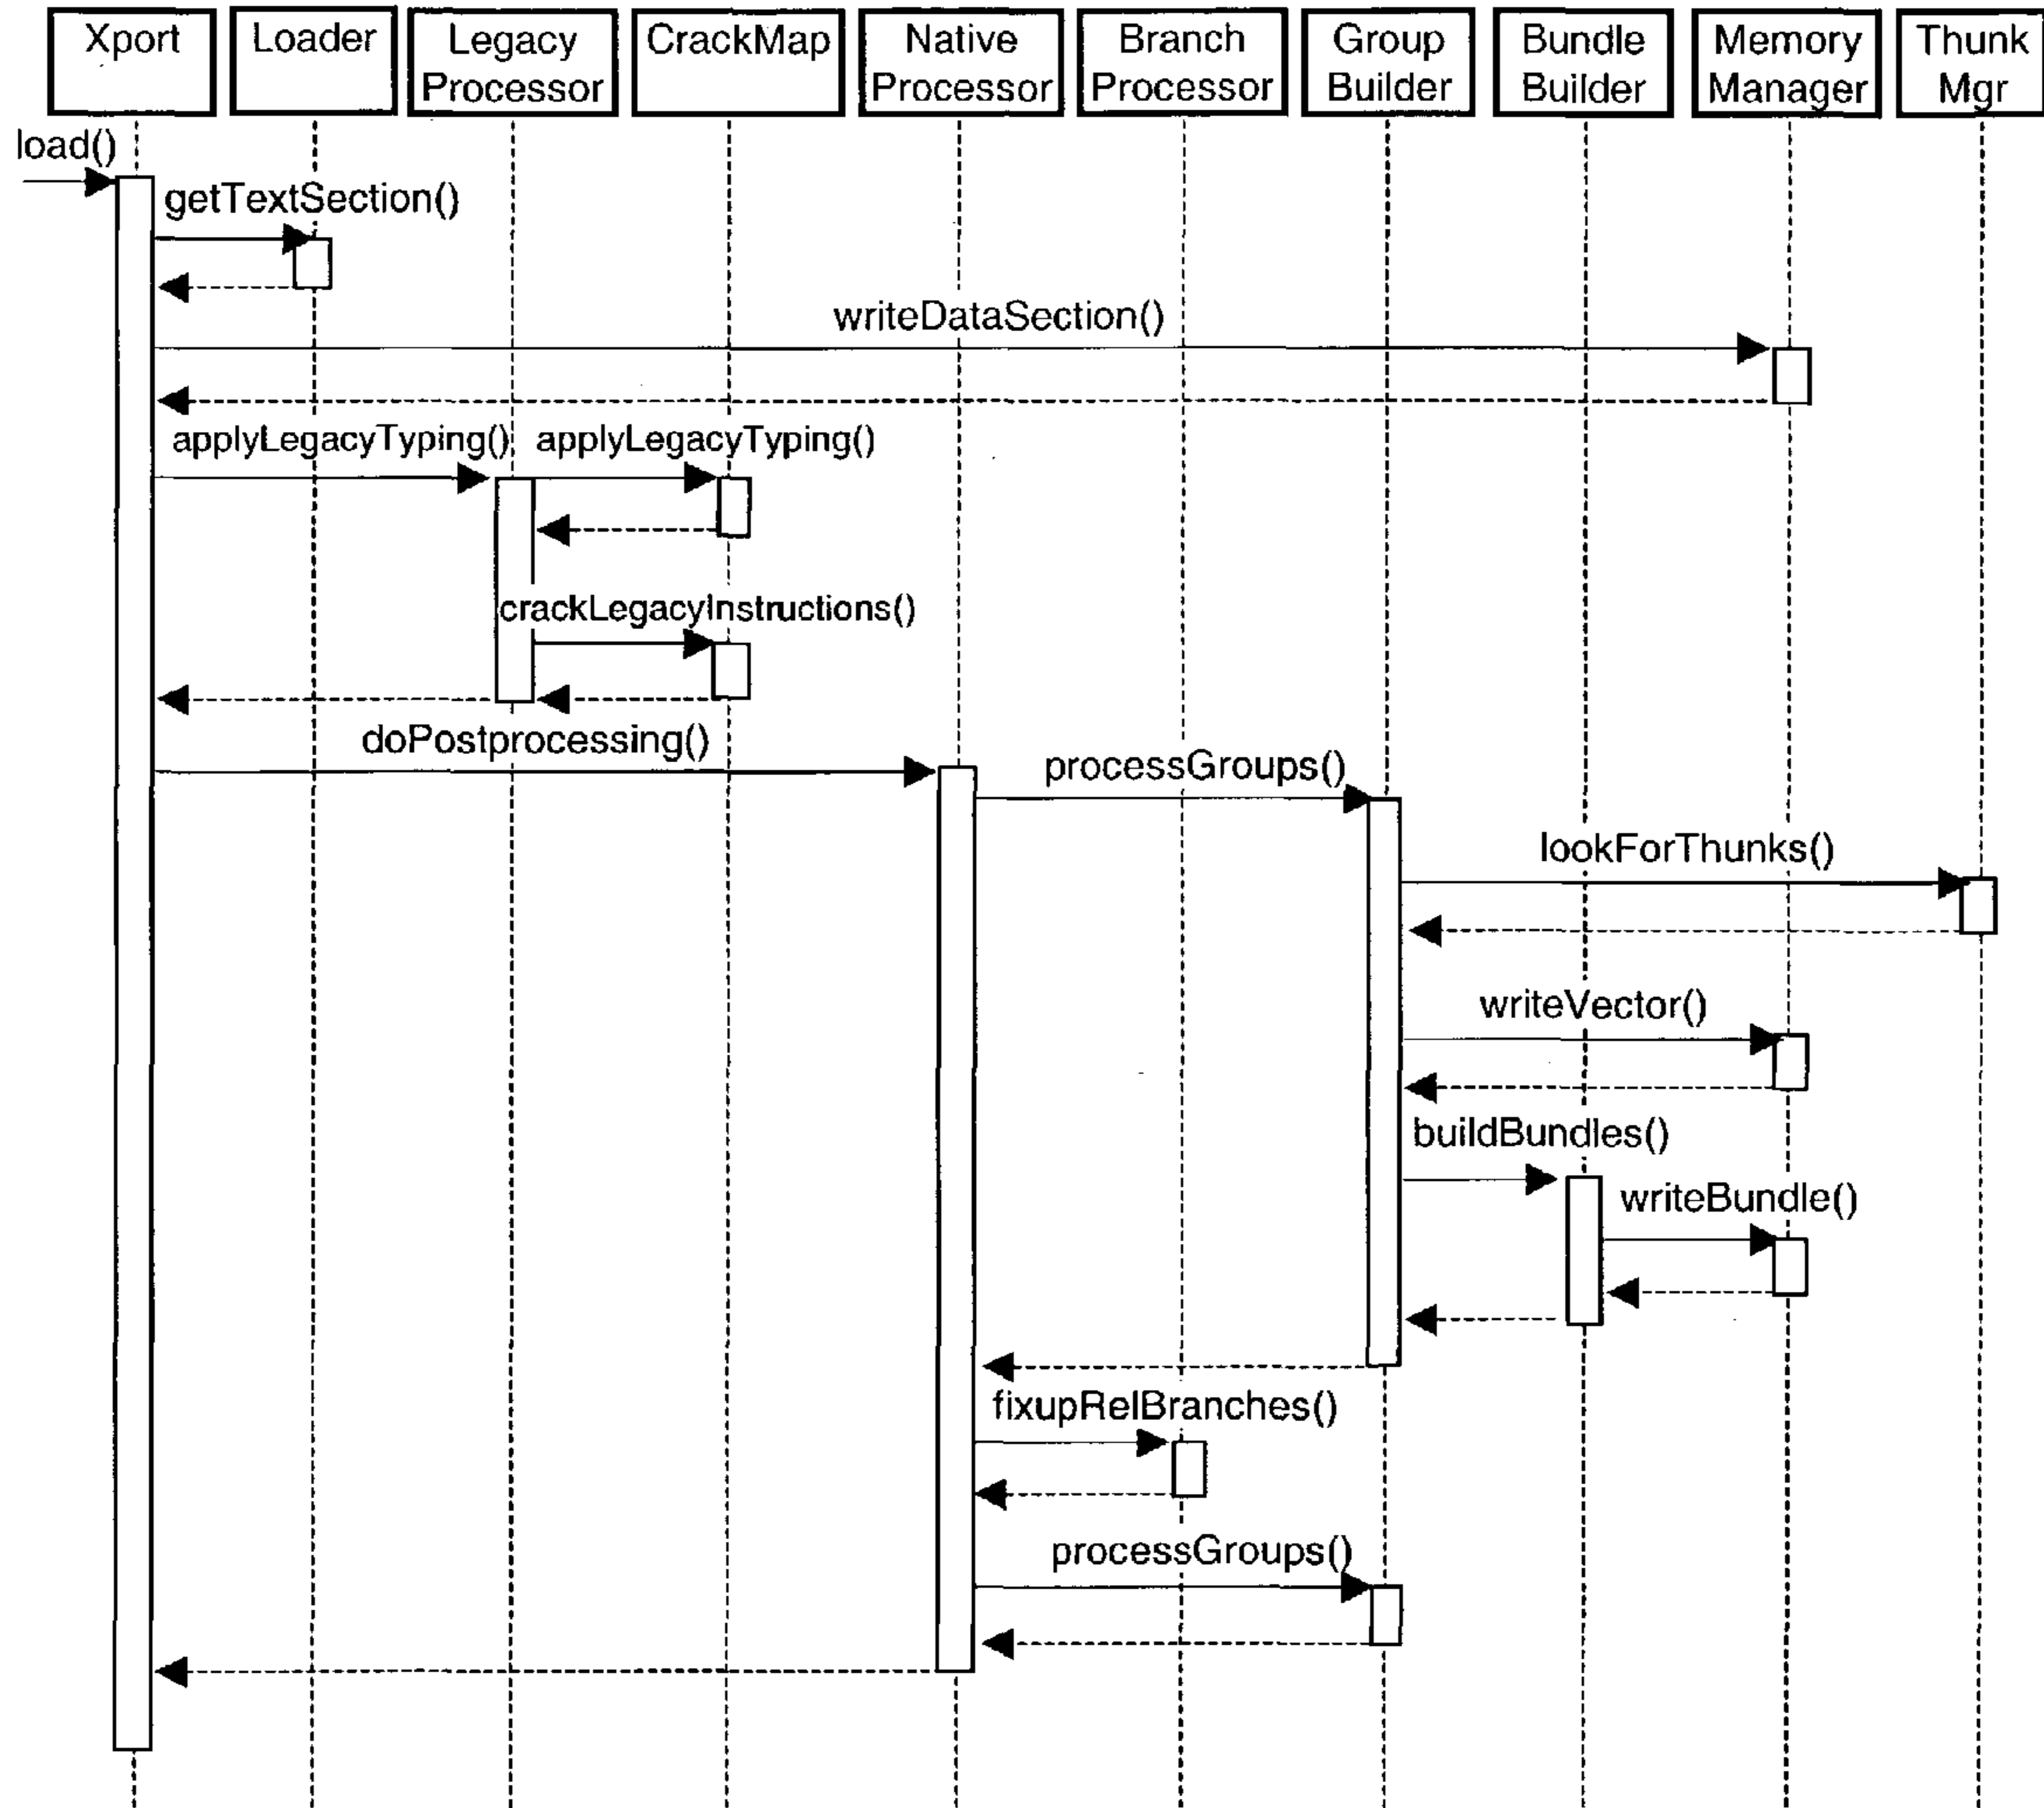 Xport
Loader
Legacy
Processor
CrackMap
Native
Processor
Branch
Processor
Group
Builder
Bundle
Builder
Memory
Manager
Thunk
Mgr
load()
getTextSection()
writeDataSection()
applyLegacyTyping()
applyLegacyTyping()
crackLegacyInstructions()
doPostprocessing()
processGroups()
lookForThunks()
writeVector()
buildBundles()
writeBundle()
fixupRelBranches()
processGroups()